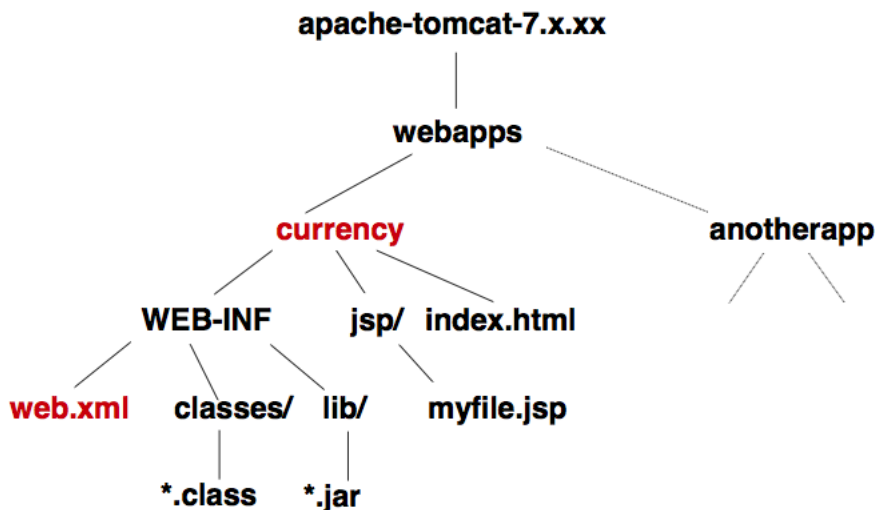 apache-tomcat-7.x.xx
webapps
currency
anotherapp
WEB-INF
jsp/
index.html
web.xml
classes/
lib/
myfile.jsp
*.class
*.jar